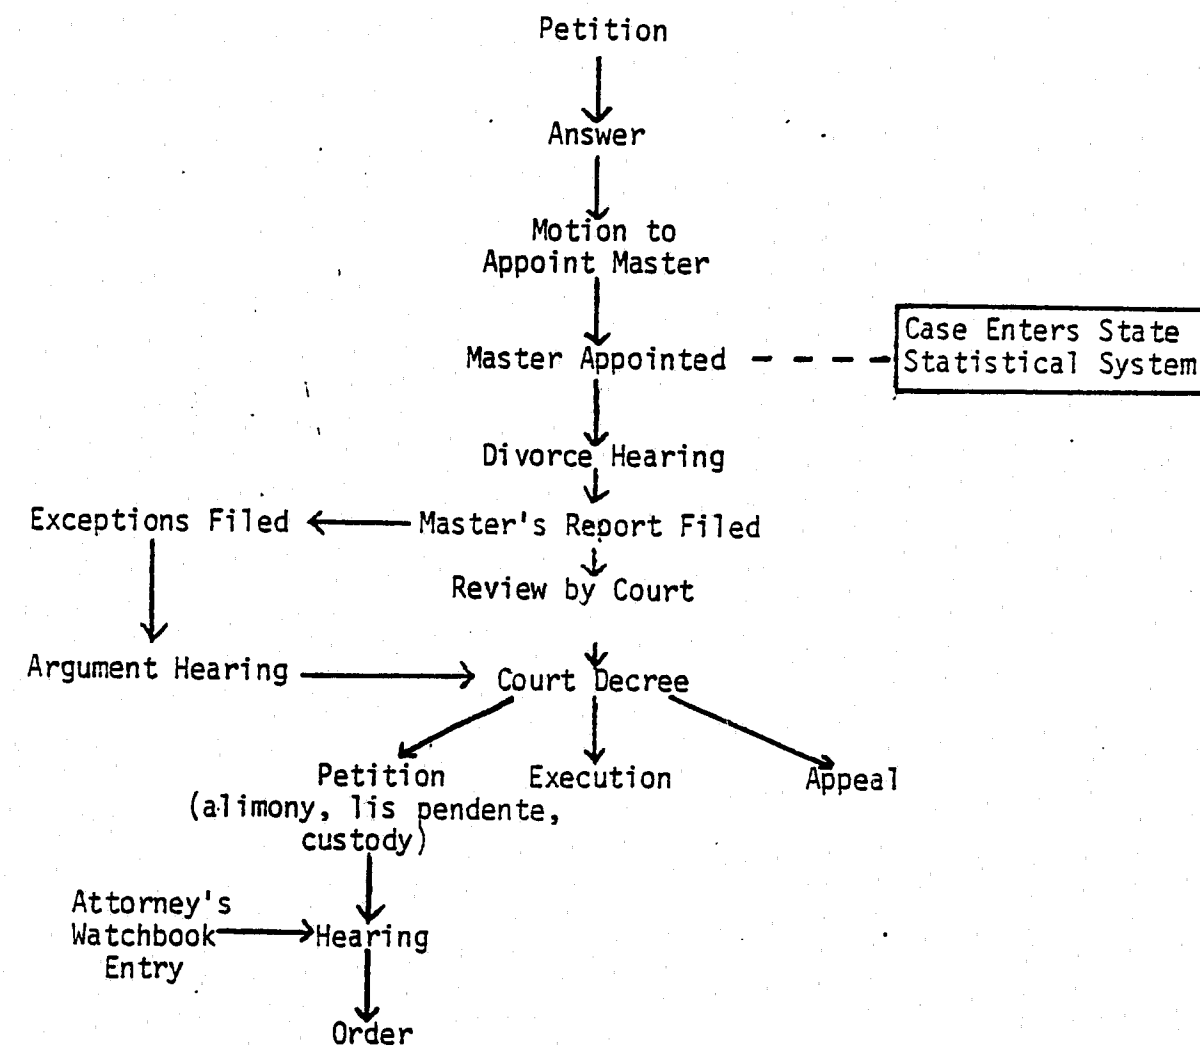 Petition
Answer
Motion to
Appoint Master
Master Appointed
Case Enters State
Statistical System
Divorce Hearing
Exceptions Filed
Master's Report Filed
Review by Court
Argument Hearing
Court Decree
Petition
(alimony, lis pendente,
custody)
Execution
Appeal
Attorney's
Watchbook
Entry
Hearing
Order